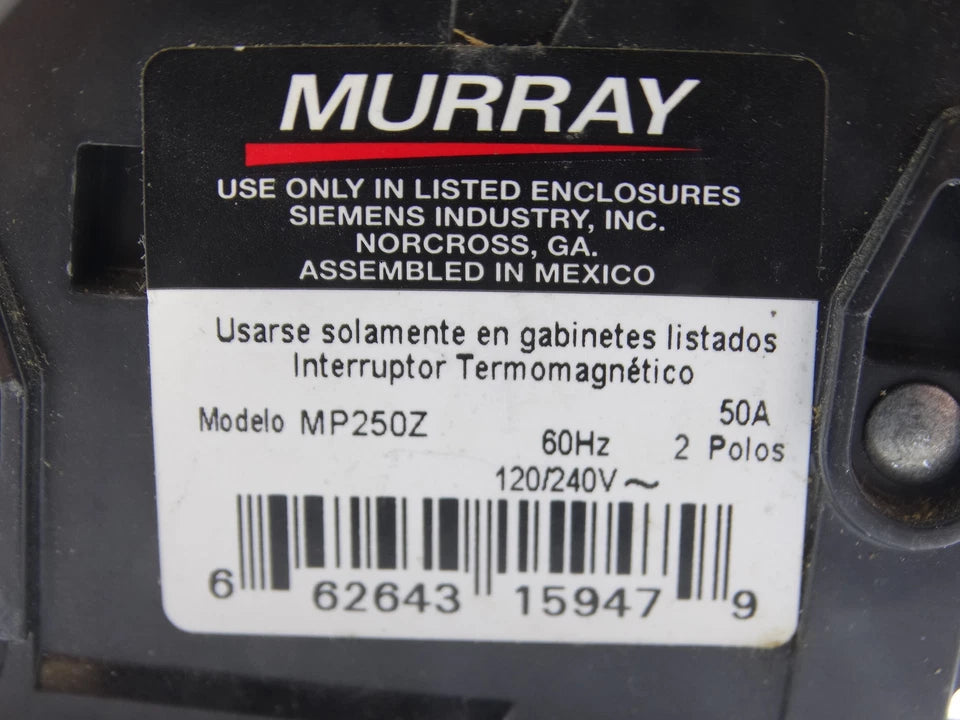 MURRAY
USE ONLY IN LISTED ENCLOSURES
SIEMENS INDUSTRY, INC.
NORCROSS, GA.
ASSEMBLED IN MEXICO
Usarse solamente en gabinetes listados
Interruptor Termomagnético
Modelo MP250Z 50A
60Hz 2 Polos
120/240V ~
6 62643 15947 9